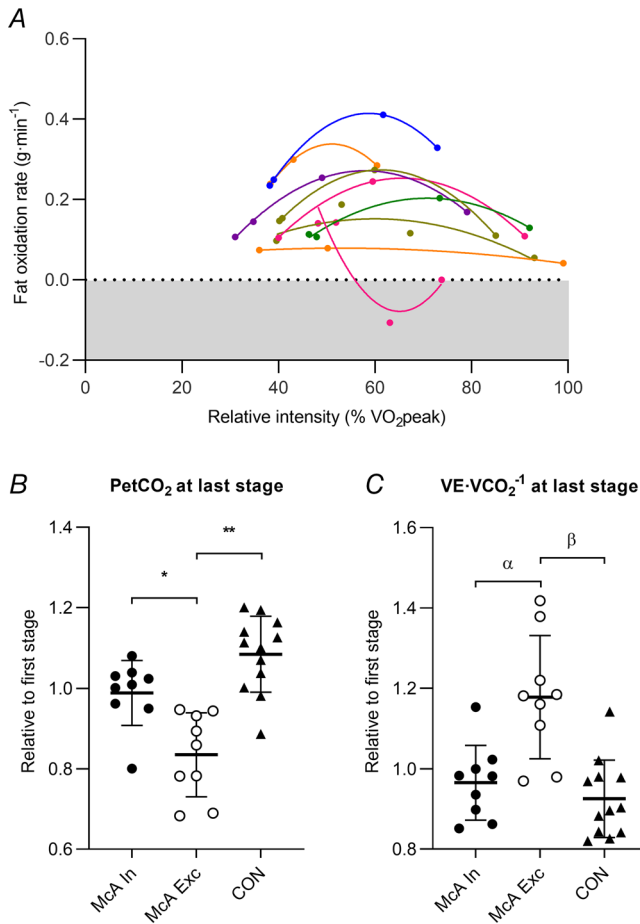 A
Fat oxidation rate (g·min⁻¹)
0.6
0.4
0.2
0.0
-0.2
0 20 40 60 80 100
Relative intensity (% VO₂peak)
B PetCO₂ at last stage
Relative to first stage
1.4
1.2
1.0
0.8
0.6
*
**
McA In McA Exc CON
C VE·VCO₂⁻¹ at last stage
Relative to first stage
1.6
1.4
1.2
1.0
0.8
α
β
McA In McA Exc CON